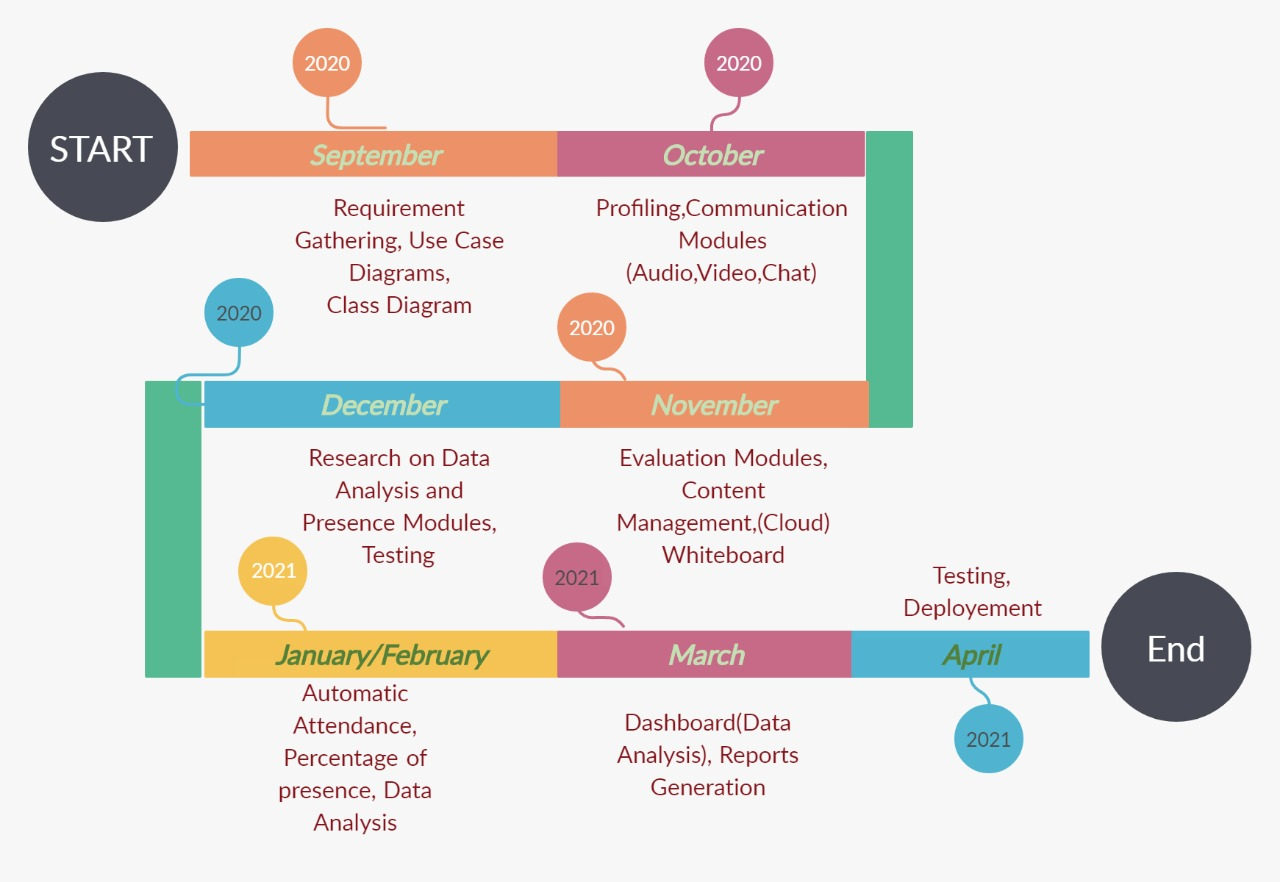 2020
2020
START
September
October
Requirement
Gathering, Use Case
Diagrams,
Class Diagram
Profiling,Communication
Modules
(Audio,Video,Chat)
2020
2020
December
November
Research on Data
Analysis and
Presence Modules,
Testing
Evaluation Modules,
Content
Management,(Cloud)
Whiteboard
2021
2021
Testing,
Deployement
January/February
March
April
End
Automatic
Attendance,
Percentage of
presence, Data
Analysis
Dashboard(Data
Analysis), Reports
Generation
2021